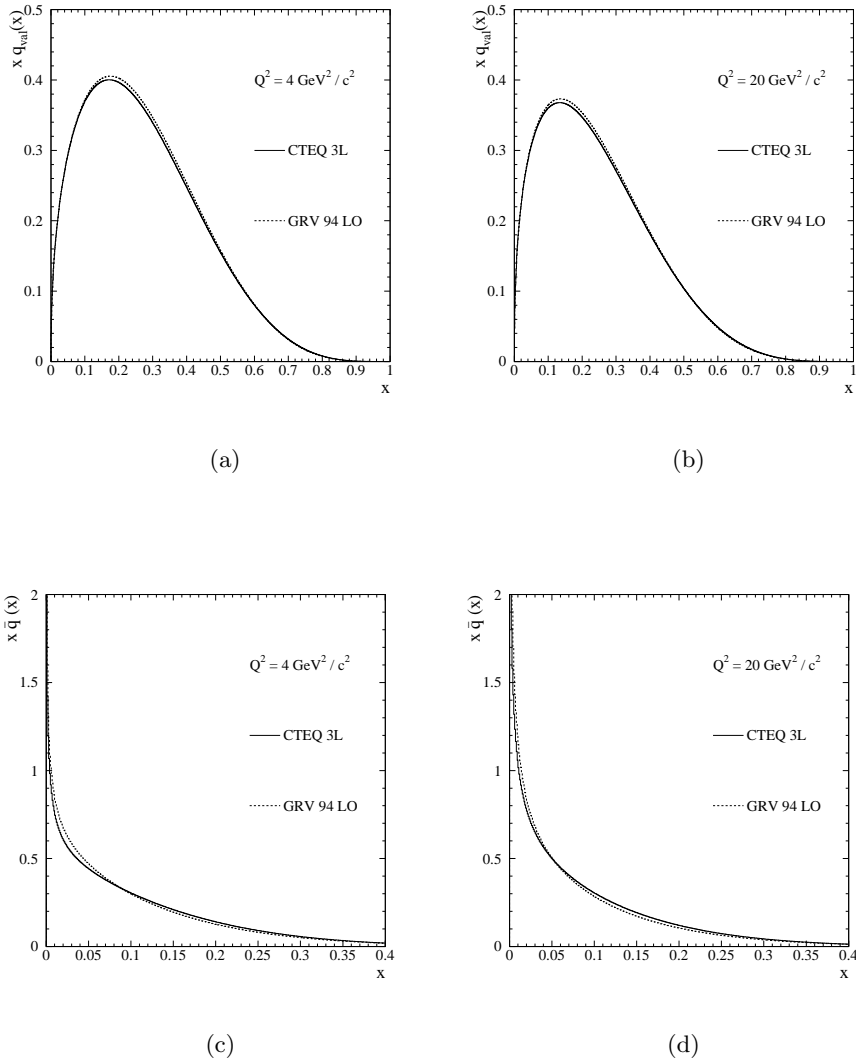 x q_val(x)
0.5
0.4
0.3
0.2
0.1
0
Q² = 4 GeV² / c²
CTEQ 3L
GRV 94 LO
0 0.1 0.2 0.3 0.4 0.5 0.6 0.7 0.8 0.9 1
x
(a)
x q_val(x)
0.5
0.4
0.3
0.2
0.1
0
Q² = 20 GeV² / c²
CTEQ 3L
GRV 94 LO
0 0.1 0.2 0.3 0.4 0.5 0.6 0.7 0.8 0.9 1
x
(b)
x q̄ (x)
2
1.5
1
0.5
0
Q² = 4 GeV² / c²
CTEQ 3L
GRV 94 LO
0 0.05 0.1 0.15 0.2 0.25 0.3 0.35 0.4
x
(c)
x q̄ (x)
2
1.5
1
0.5
0
Q² = 20 GeV² / c²
CTEQ 3L
GRV 94 LO
0 0.05 0.1 0.15 0.2 0.25 0.3 0.35 0.4
x
(d)